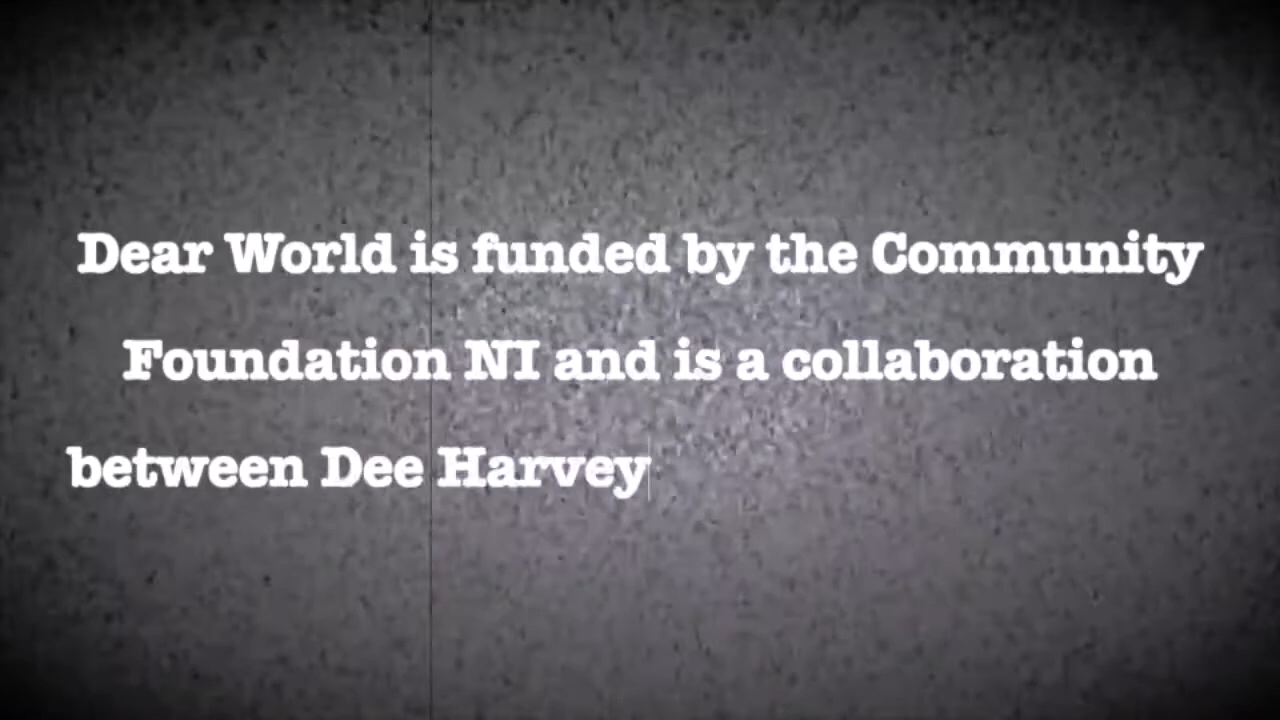 Dear World is funded by the Community
Foundation NI and is a collaboration
between Dee Harvey